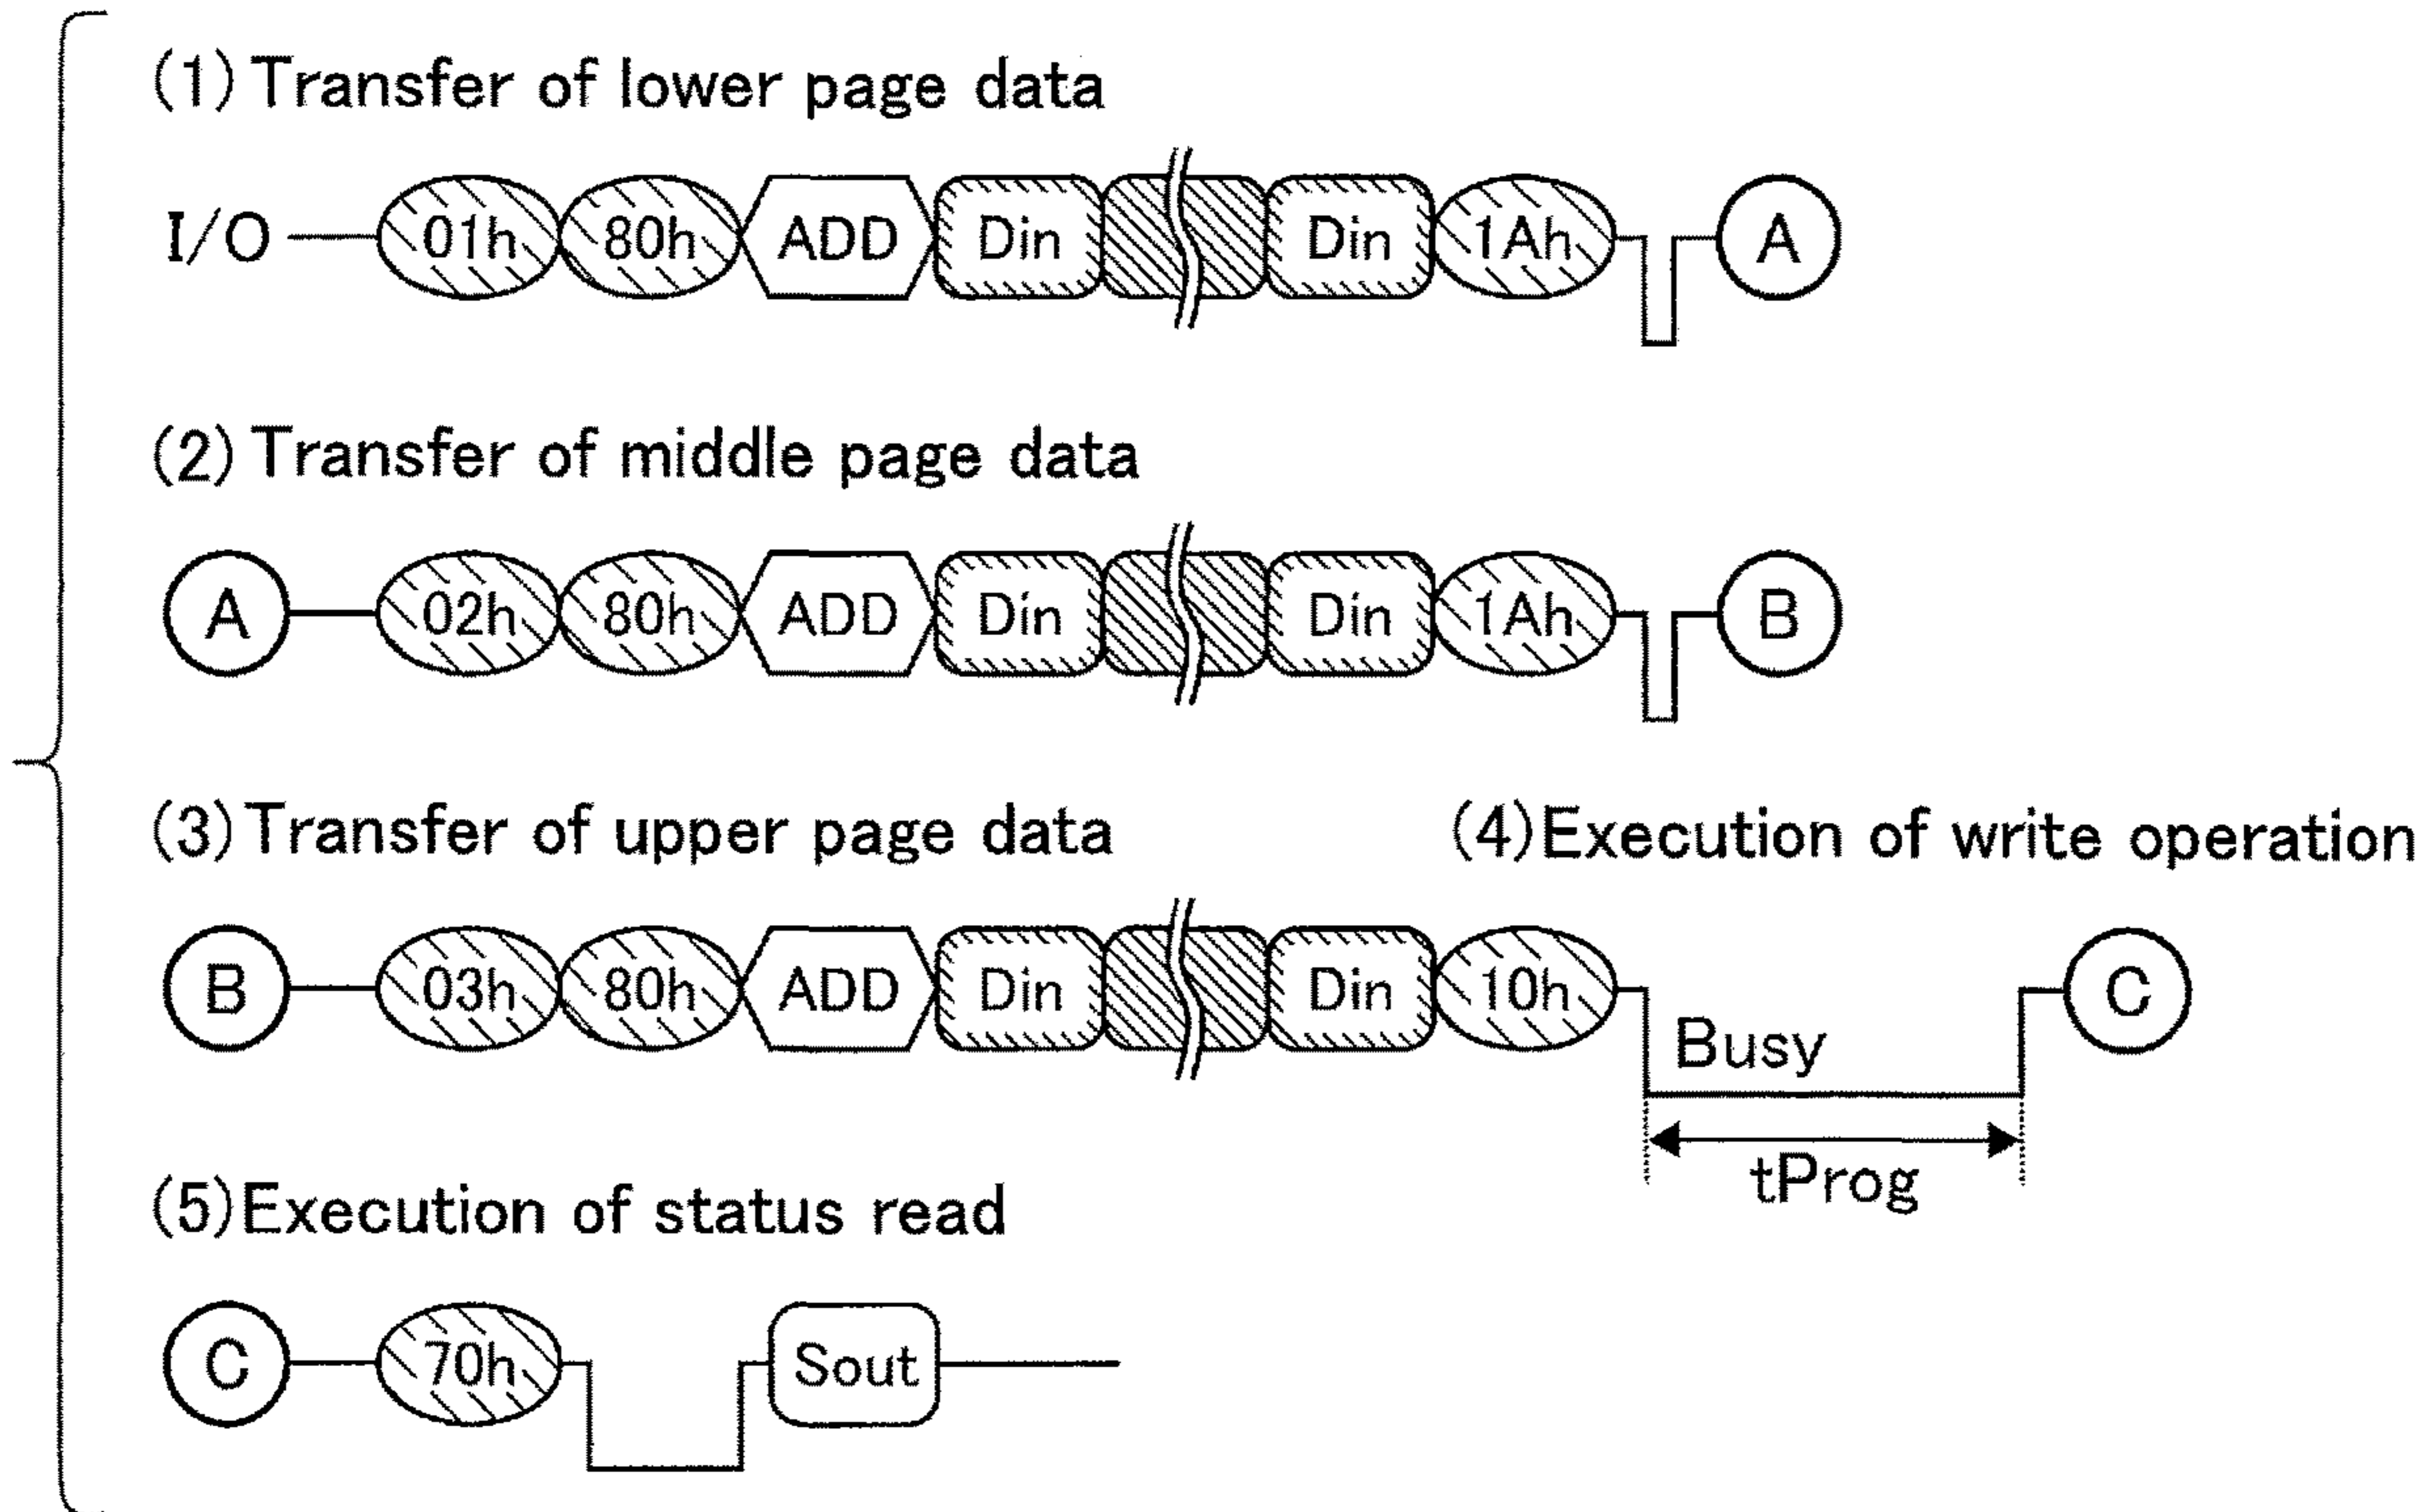 (1) Transfer of lower page data
I/O 01h 80h ADD Din Din 1Ah A
(2) Transfer of middle page data
A 02h 80h ADD Din Din 1Ah B
(3) Transfer of upper page data (4) Execution of write operation
B 03h 80h ADD Din Din 10h C
Busy
tProg
(5) Execution of status read
C 70h Sout